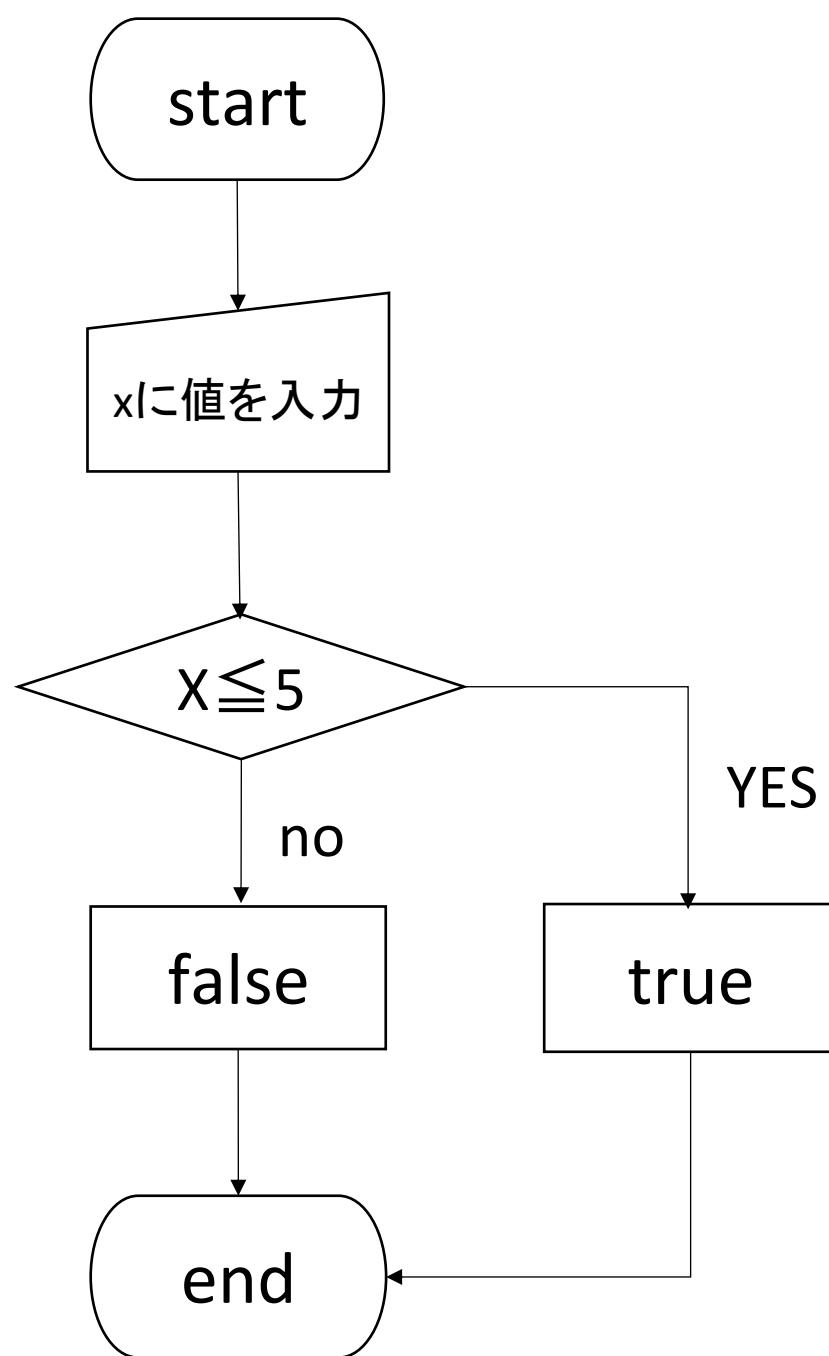 start
xに値を入力
X≦5
YES
no
false
true
end